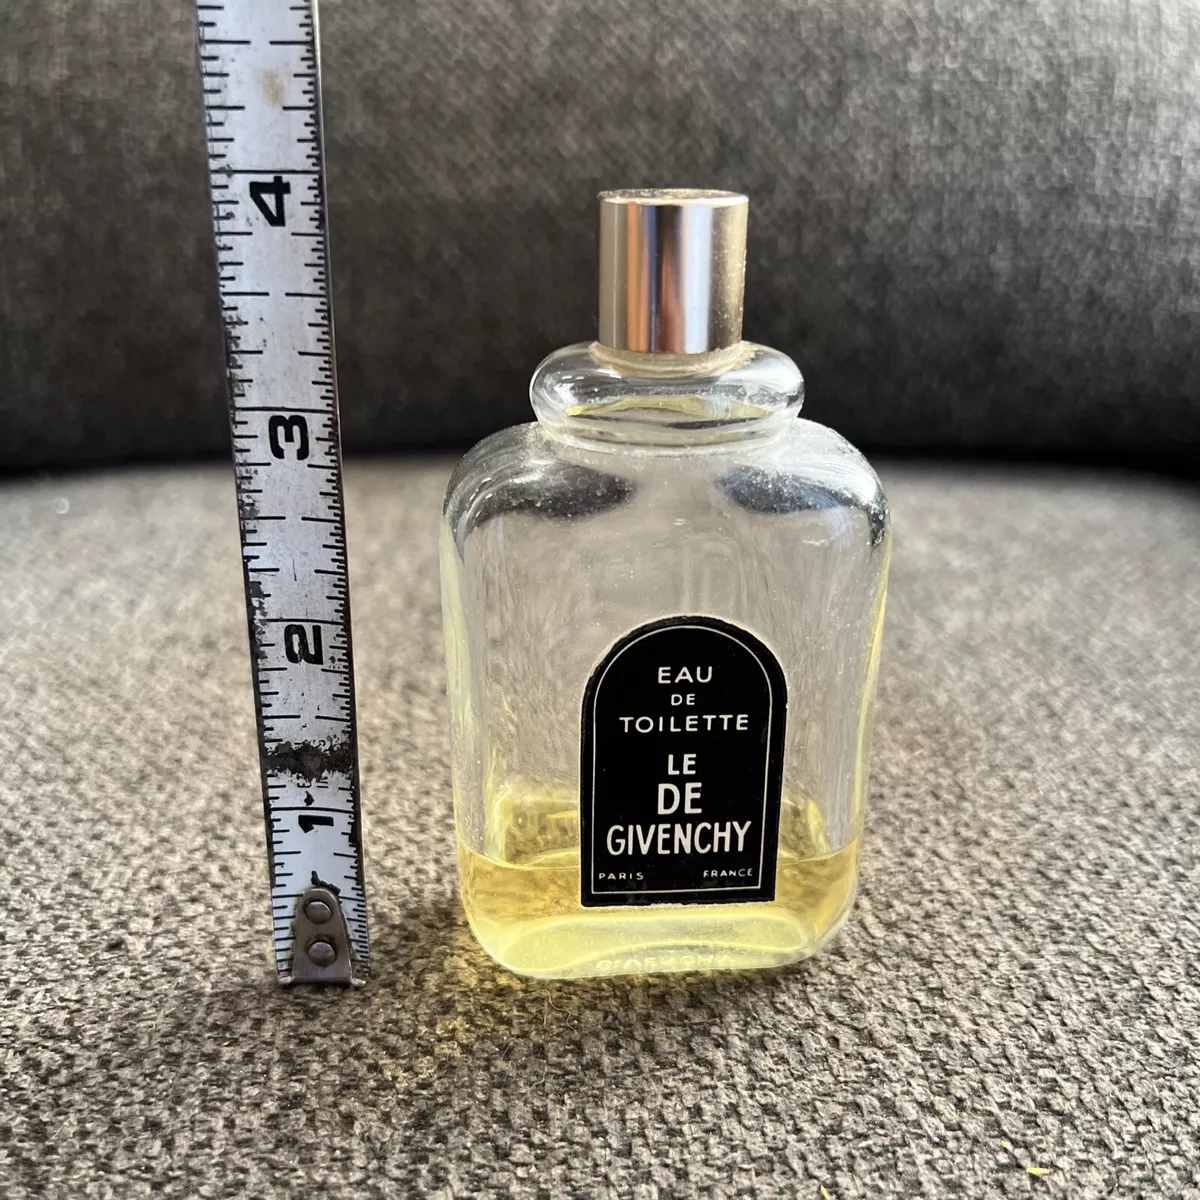 4
3
2
1
EAU
DE
TOILETTE
LE
DE
GIVENCHY
PARIS FRANCE